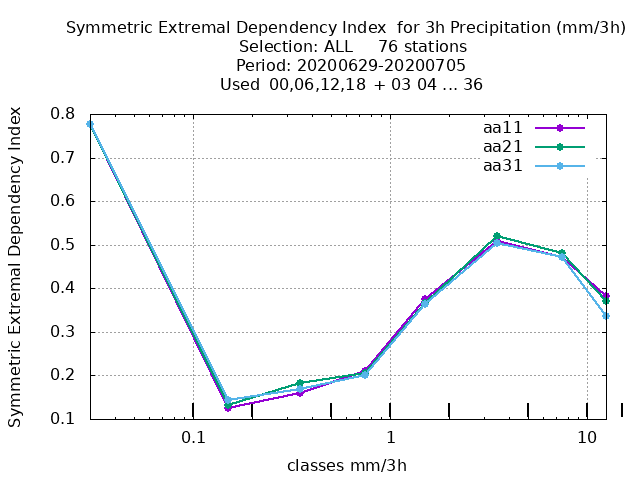 Symmetric Extremal Dependency Index for 3h Precipitation (mm/3h)
Selection: ALL 76 stations
Period: 20200629-20200705
Used 00,06,12,18 + 03 04 ... 36
Symmetric Extremal Dependency Index
0.8
0.7
0.6
0.5
0.4
0.3
0.2
0.1
aa11
aa21
aa31
0.1 1 10
classes mm/3h